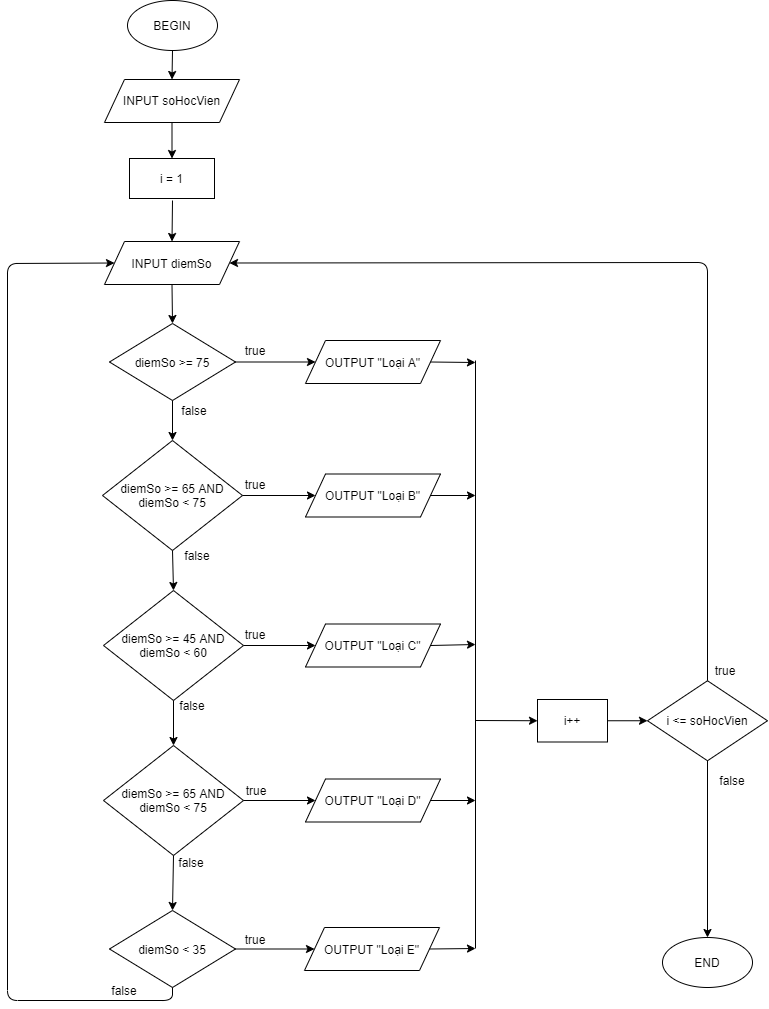 BEGIN
INPUT soHocVien
i = 1
INPUT diemSo
diemSo >= 75
true
OUTPUT "Loại A"
false
diemSo >= 65 AND
diemSo < 75
true
OUTPUT "Loại B"
false
diemSo >= 45 AND
diemSo < 60
true
OUTPUT "Loại C"
false
diemSo >= 65 AND
diemSo < 75
true
OUTPUT "Loại D"
false
diemSo < 35
true
OUTPUT "Loại E"
false
i++
i <= soHocVien
true
false
END